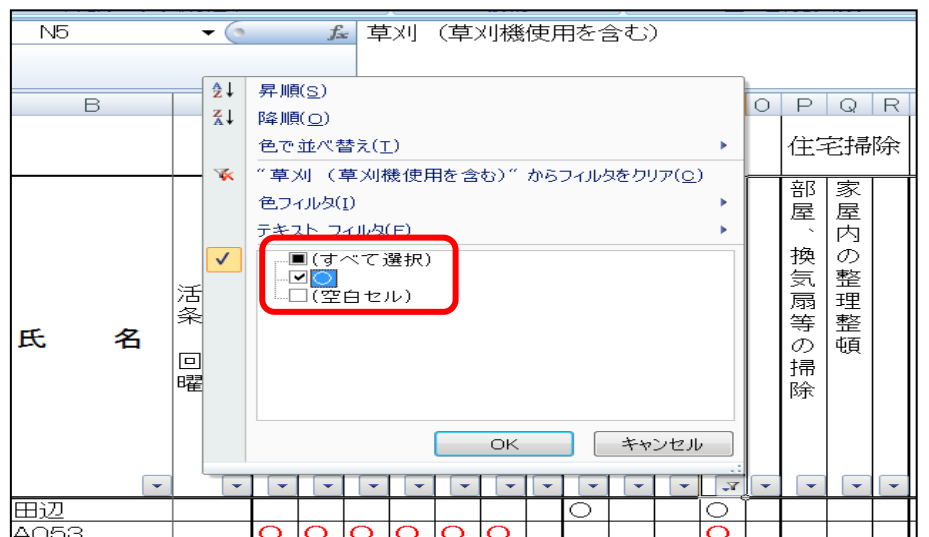 N5 fx 草刈 (草刈機使用を含む)
昇順(S)
降順(O)
色で並べ替え(T)
"草刈 (草刈機使用を含む)" からフィルタをクリア(C)
色フィルタ(I)
テキスト フィルタ(F)
(すべて選択)
○
(空白セル)
OK キャンセル
B O P Q R
住宅掃除
氏 名
活
条
回
曜
部屋、換気扇等の掃除
家屋内の整理整頓
田辺 ○ ○
A053 ○ ○ ○ ○ ○ ○ ○